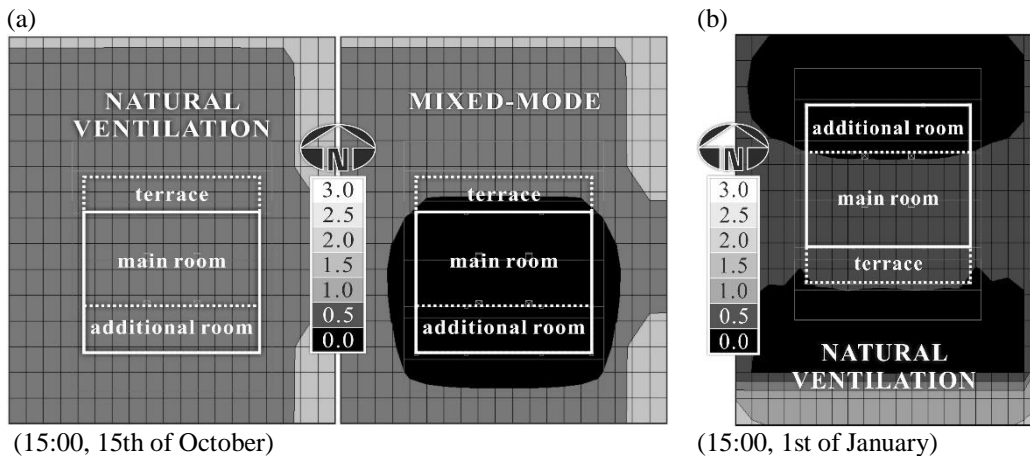 (a)
(b)
NATURAL
VENTILATION
MIXED-MODE
N
terrace
main room
additional room
3.0
2.5
2.0
1.5
1.0
0.5
0.0
terrace
main room
additional room
N
3.0
2.5
2.0
1.5
1.0
0.5
0.0
additional room
main room
terrace
NATURAL
VENTILATION
(15:00, 15th of October)
(15:00, 1st of January)